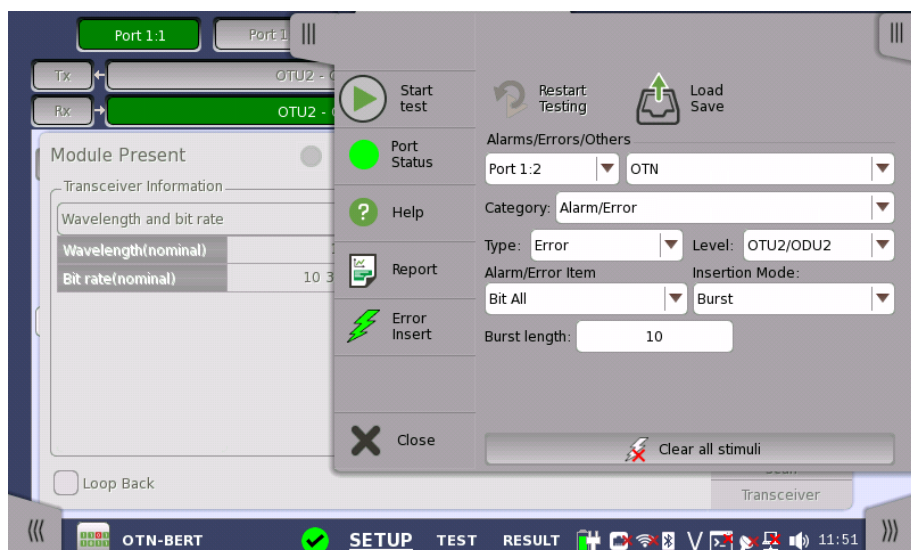 Port 1:1
Port 1
Tx
OTU2 -
Rx
OTU2 -
Module Present
Transceiver Information
Wavelength and bit rate
Wavelength(nominal)
Bit rate(nominal) 10 3
Loop Back
Start
test
Port
Status
Help
Report
Error
Insert
Close
Restart
Testing
Load
Save
Alarms/Errors/Others
Port 1:2 OTN
Category: Alarm/Error
Type: Error Level: OTU2/ODU2
Alarm/Error Item Insertion Mode:
Bit All Burst
Burst length: 10
Clear all stimuli
Transceiver
OTN-BERT SETUP TEST RESULT 11:51